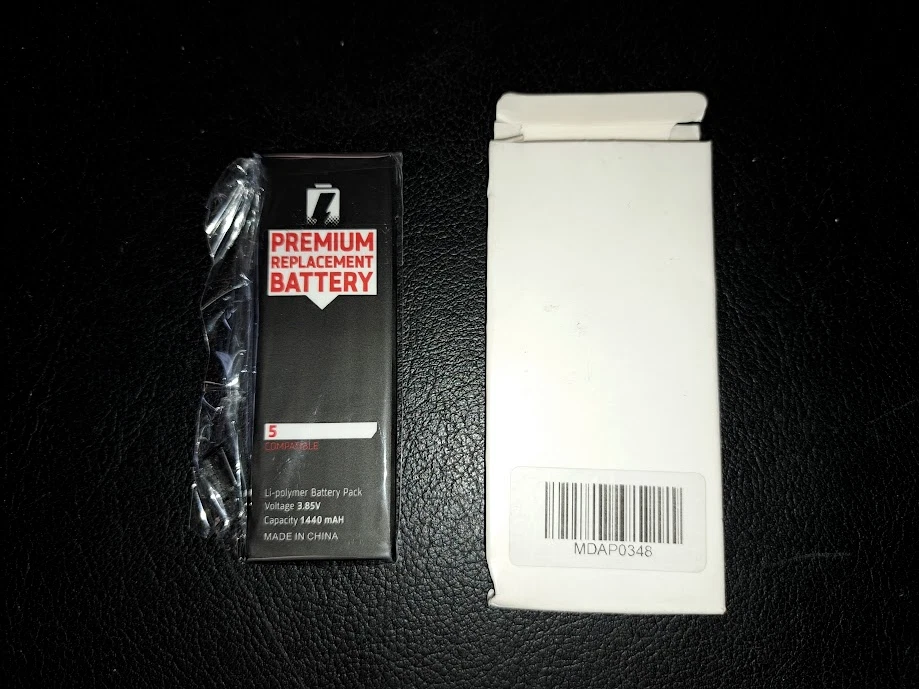 PREMIUM
REPLACEMENT
BATTERY
5
COMPATIBLE
Li-polymer Battery Pack
Voltage 3.85V
Capacity 1440 mAH
MADE IN CHINA
MDAP0348